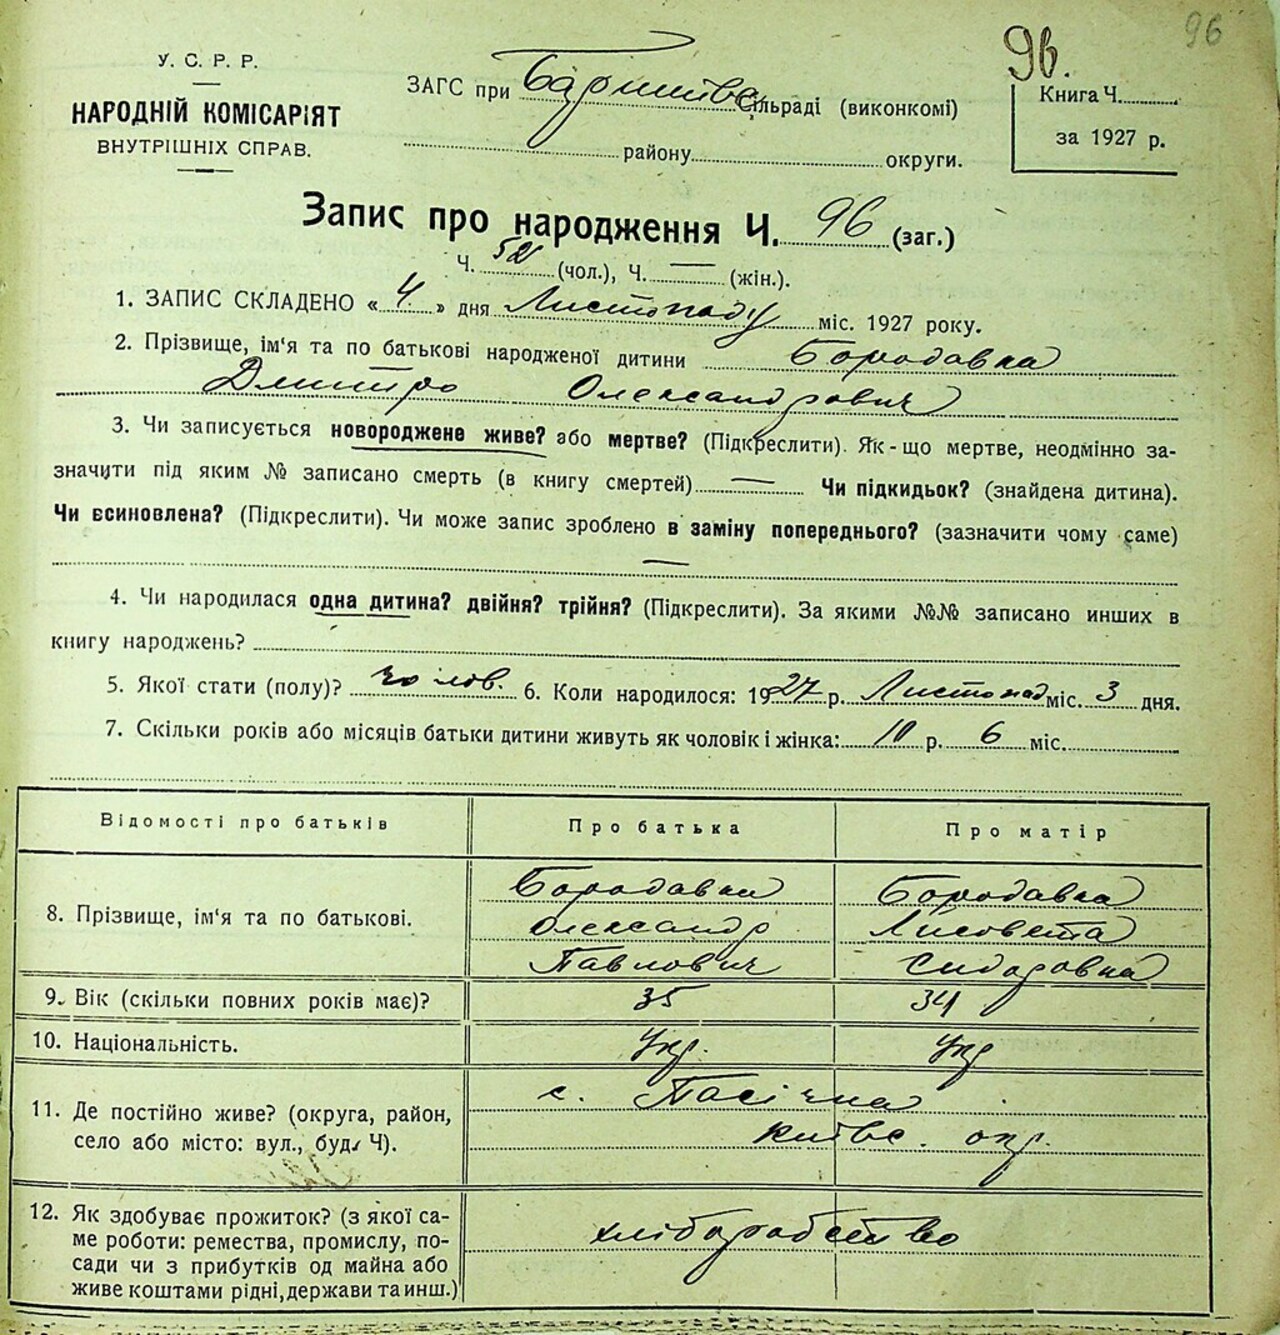 96
9в.
У. С. Р. Р.
НАРОДНІЙ КОМІСАРІЯТ
ВНУТРІШНІХ СПРАВ.
ЗАГС при Баришівс Сільраді (виконкомі)
району округи.
Книга Ч.
за 1927 р.
Запис про народження Ч. 96 (заг.)
Ч. 52 (чол.), Ч. — (жін.).
1. ЗАПИС СКЛАДЕНО « 4 » дня Листопаду міс. 1927 року.
2. Прізвище, ім'я та по батькові народженої дитини Бородавка
Дмитро Олександрович
3. Чи записується новороджене живе? або мертве? (Підкреслити). Як-що мертве, неодмінно за-
значити під яким № записано смерть (в книгу смертей) — Чи підкидьок? (знайдена дитина).
Чи всиновлена? (Підкреслити). Чи може запис зроблено в заміну попереднього? (зазначити чому саме)
—
4. Чи народилася одна дитина? двійня? трійня? (Підкреслити). За якими №№ записано инших в
книгу народжень?
5. Якої стати (полу)? чолов. 6. Коли народилося: 1927 р. Листопад міс. 3 дня.
7. Скільки років або місяців батьки дитини живуть як чоловік і жінка: 10 р. 6 міс.
Відомості про батьків Про батька Про матір
8. Прізвище, ім'я та по батькові.
Бородавка Бородавка
Олександр Лисовета
Павлович Сидоровна
9. Вік (скільки повних років має)? 35 34
10. Національність. Укр. Укр
11. Де постійно живе? (округа, район,
село або місто: вул., буд. Ч).
с. Пасічна
Київс. окр.
12. Як здобуває прожиток? (з якої са-
ме роботи: ремества, промислу, по-
сади чи з прибутків од майна або
живе коштами рідні, держави та инш.)
хліборобство